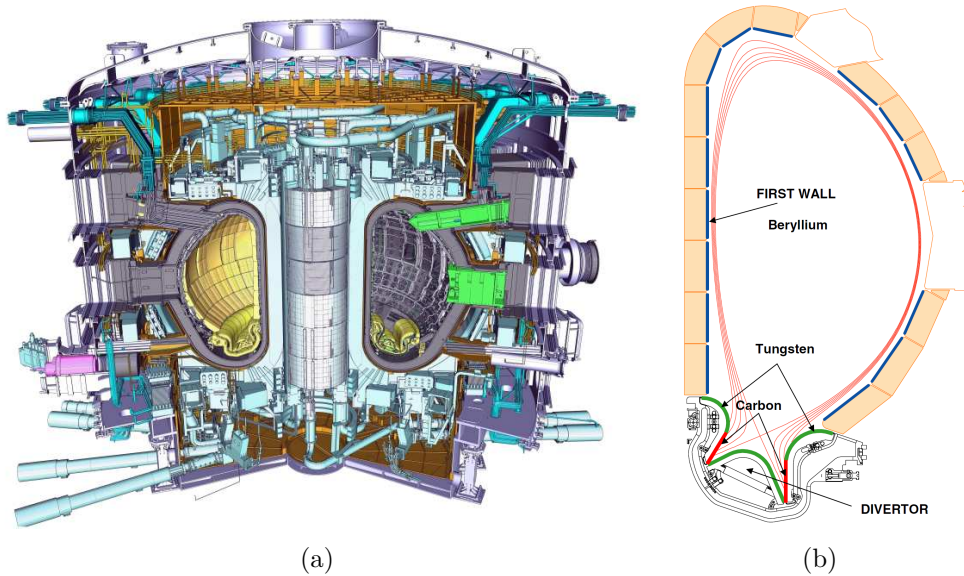 FIRST WALL
Beryllium
Tungsten
Carbon
DIVERTOR
(a)
(b)